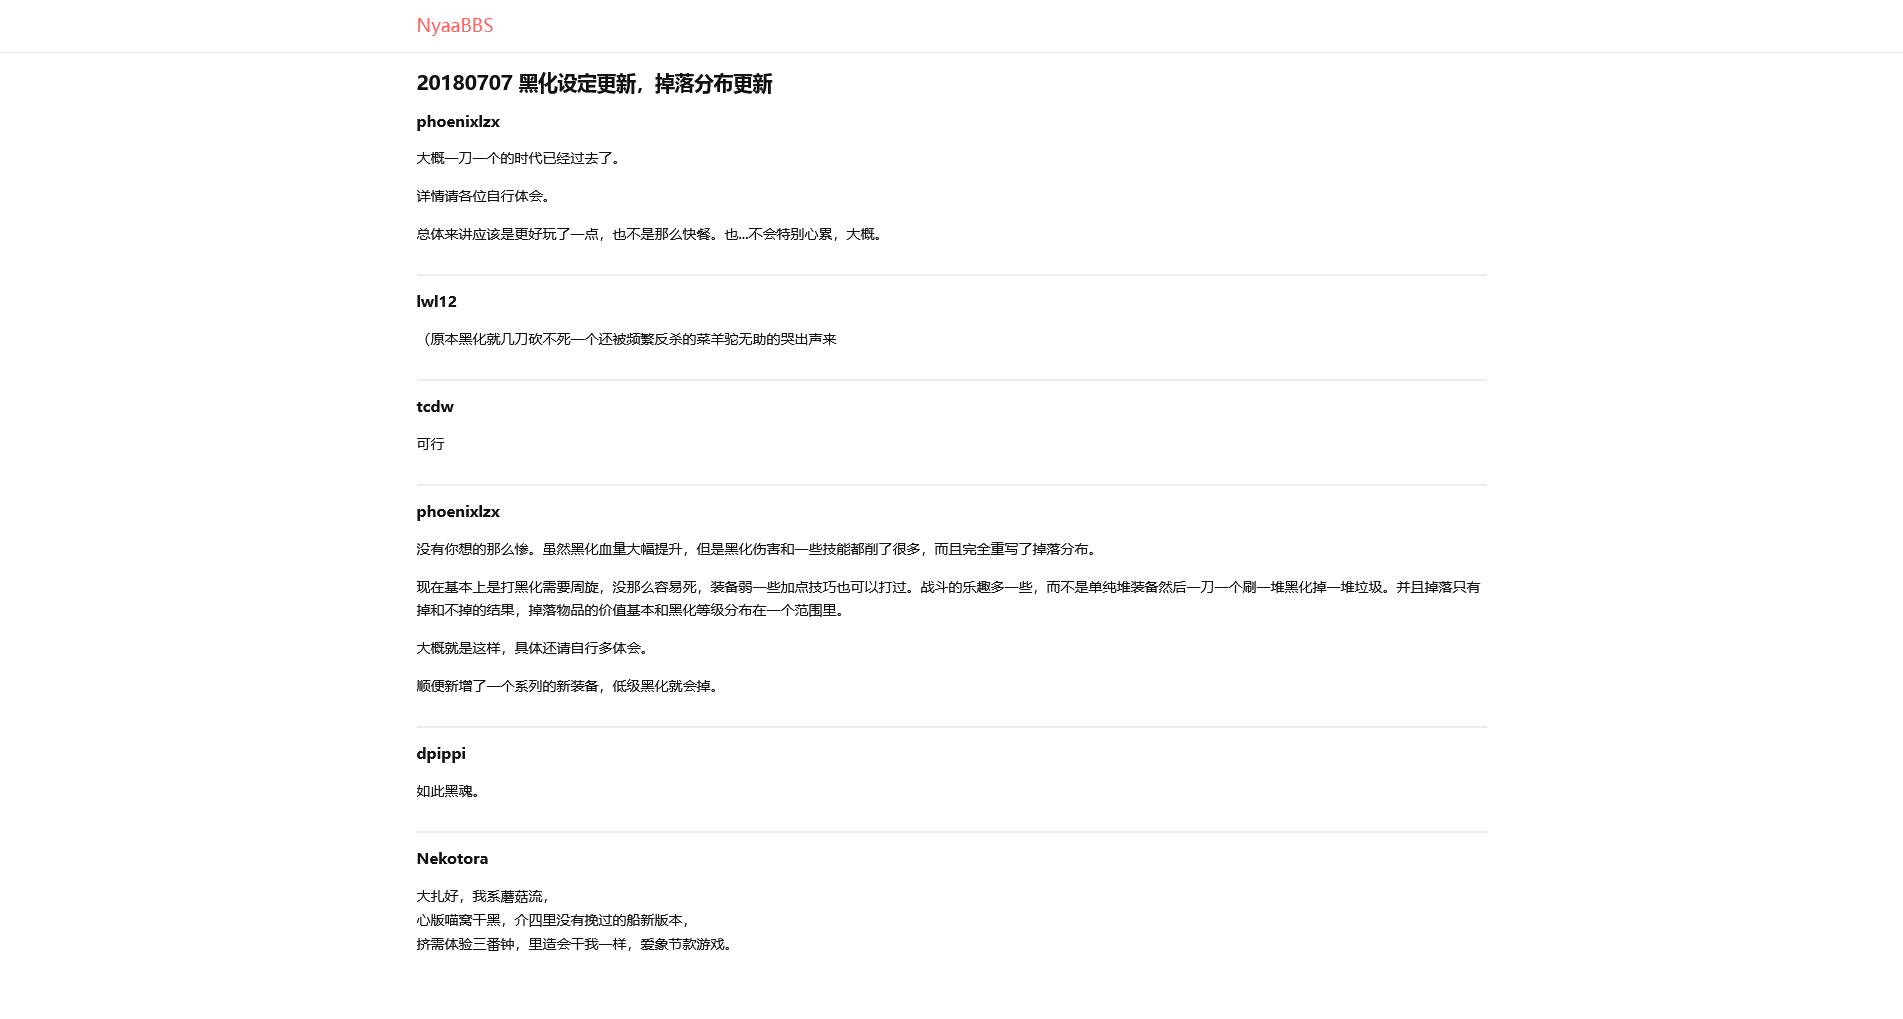 NyaaBBS
20180707 黑化设定更新，掉落分布更新
phoenixlzx
大概一刀一个的时代已经过去了。
详情请各位自行体会。
总体来讲应该是更好玩了一点，也不是那么快餐。也...不会特别心累，大概。
lwl12
（原本黑化就几刀砍不死一个还被频繁反杀的菜羊驼无助的哭出声来
tcdw
可行
phoenixlzx
没有你想的那么惨。虽然黑化血量大幅提升，但是黑化伤害和一些技能都削了很多，而且完全重写了掉落分布。
现在基本上是打黑化需要周旋，没那么容易死，装备弱一些加点技巧也可以打过。战斗的乐趣多一些，而不是单纯堆装备然后一刀一个刷一堆黑化掉一堆垃圾。并且掉落只有
掉和不掉的结果，掉落物品的价值基本和黑化等级分布在一个范围里。
大概就是这样，具体还请自行多体会。
顺便新增了一个系列的新装备，低级黑化就会掉。
dpippi
如此黑魂。
Nekotora
大扎好，我系蘑菇流，
心版喵窝干黑，介四里没有挽过的船新版本，
挤需体验三番钟，里造会干我一样，爱象节款游戏。